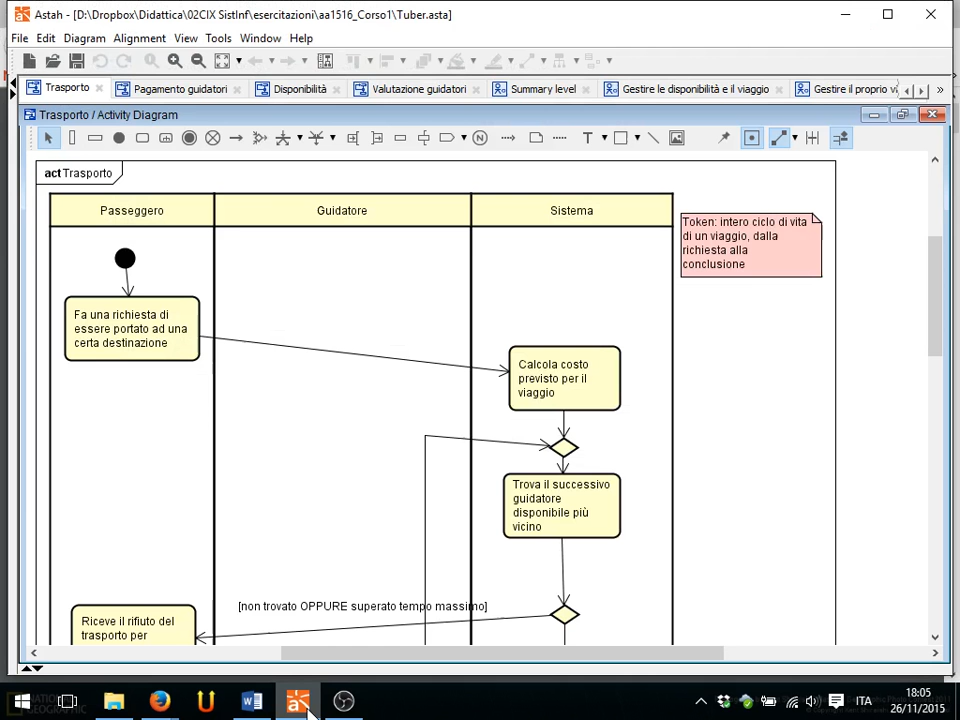 Astah - [D:\Dropbox\Didattica\02CIX SistInf\esercitazioni\aa1516_Corso1\Tuber.asta]
File Edit Diagram Alignment View Tools Window Help
Trasporto Pagamento guidatori Disponibilità Valutazione guidatori Summary level Gestire le disponibilità e il viaggio Gestire il proprio vi
Trasporto / Activity Diagram
N T
act Trasporto
Passeggero Guidatore Sistema
Token: intero ciclo di vita
di un viaggio, dalla
richiesta alla
conclusione
Fa una richiesta di
essere portato ad una
certa destinazione
Calcola costo
previsto per il
viaggio
Trova il successivo
guidatore
disponibile più
vicino
[non trovato OPPURE superato tempo massimo]
Riceve il rifiuto del
trasporto per
ITA
18:05
26/11/2015